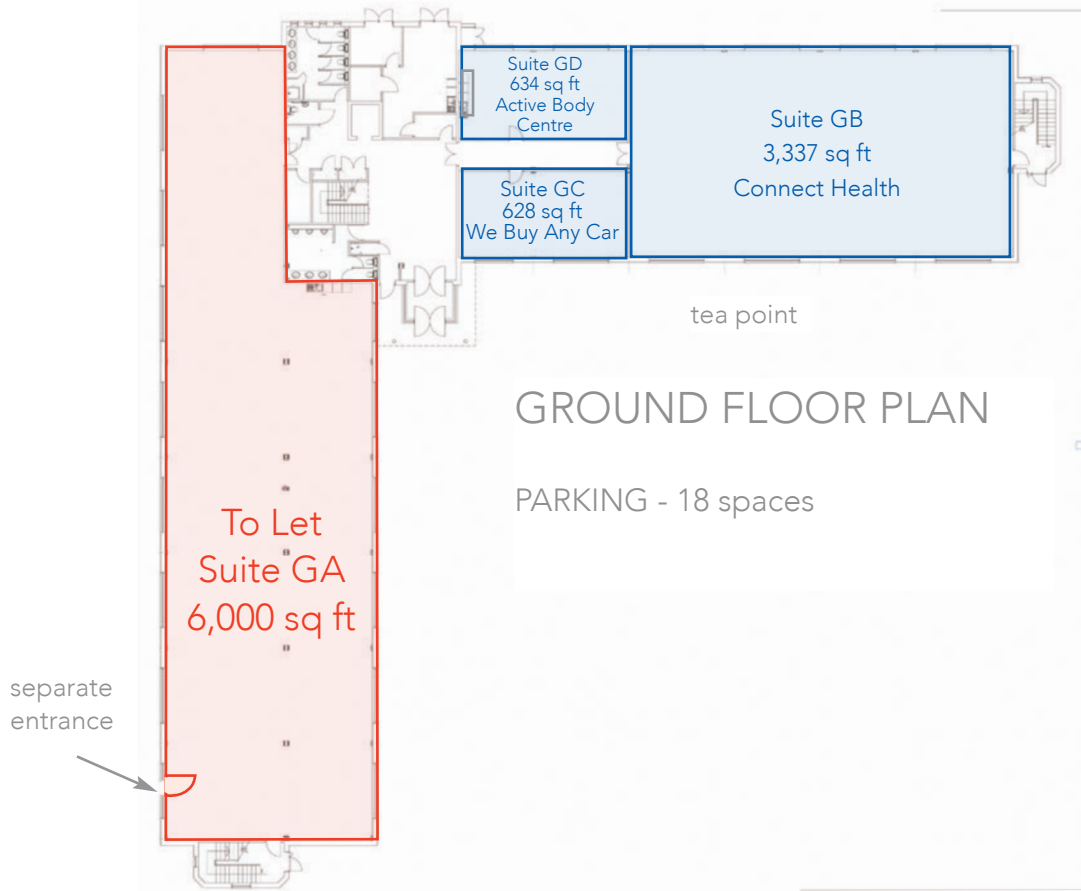 Suite GD
634 sq ft
Active Body
Centre
Suite GB
3,337 sq ft
Connect Health
Suite GC
628 sq ft
We Buy Any Car
tea point
GROUND FLOOR PLAN
PARKING - 18 spaces
To Let
Suite GA
6,000 sq ft
separate
entrance